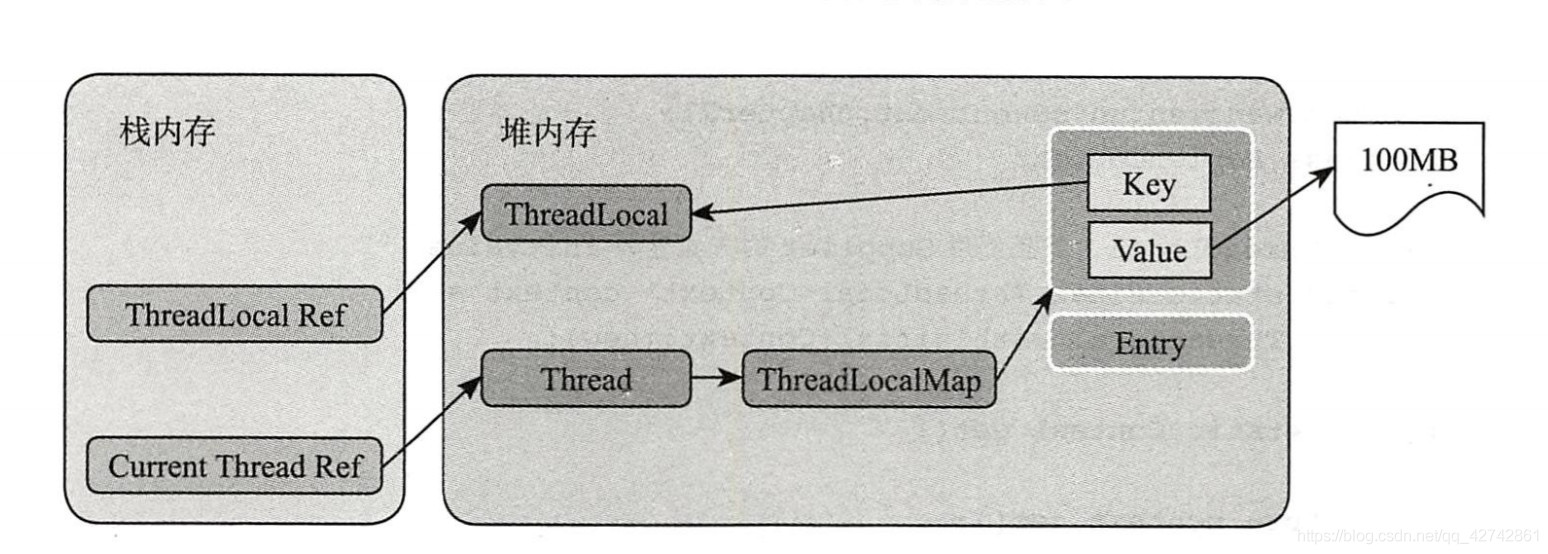 栈内存
ThreadLocal Ref
Current Thread Ref
堆内存
ThreadLocal
Thread
ThreadLocalMap
Key
Value
Entry
100MB
https://blog.csdn.net/qq_42742861